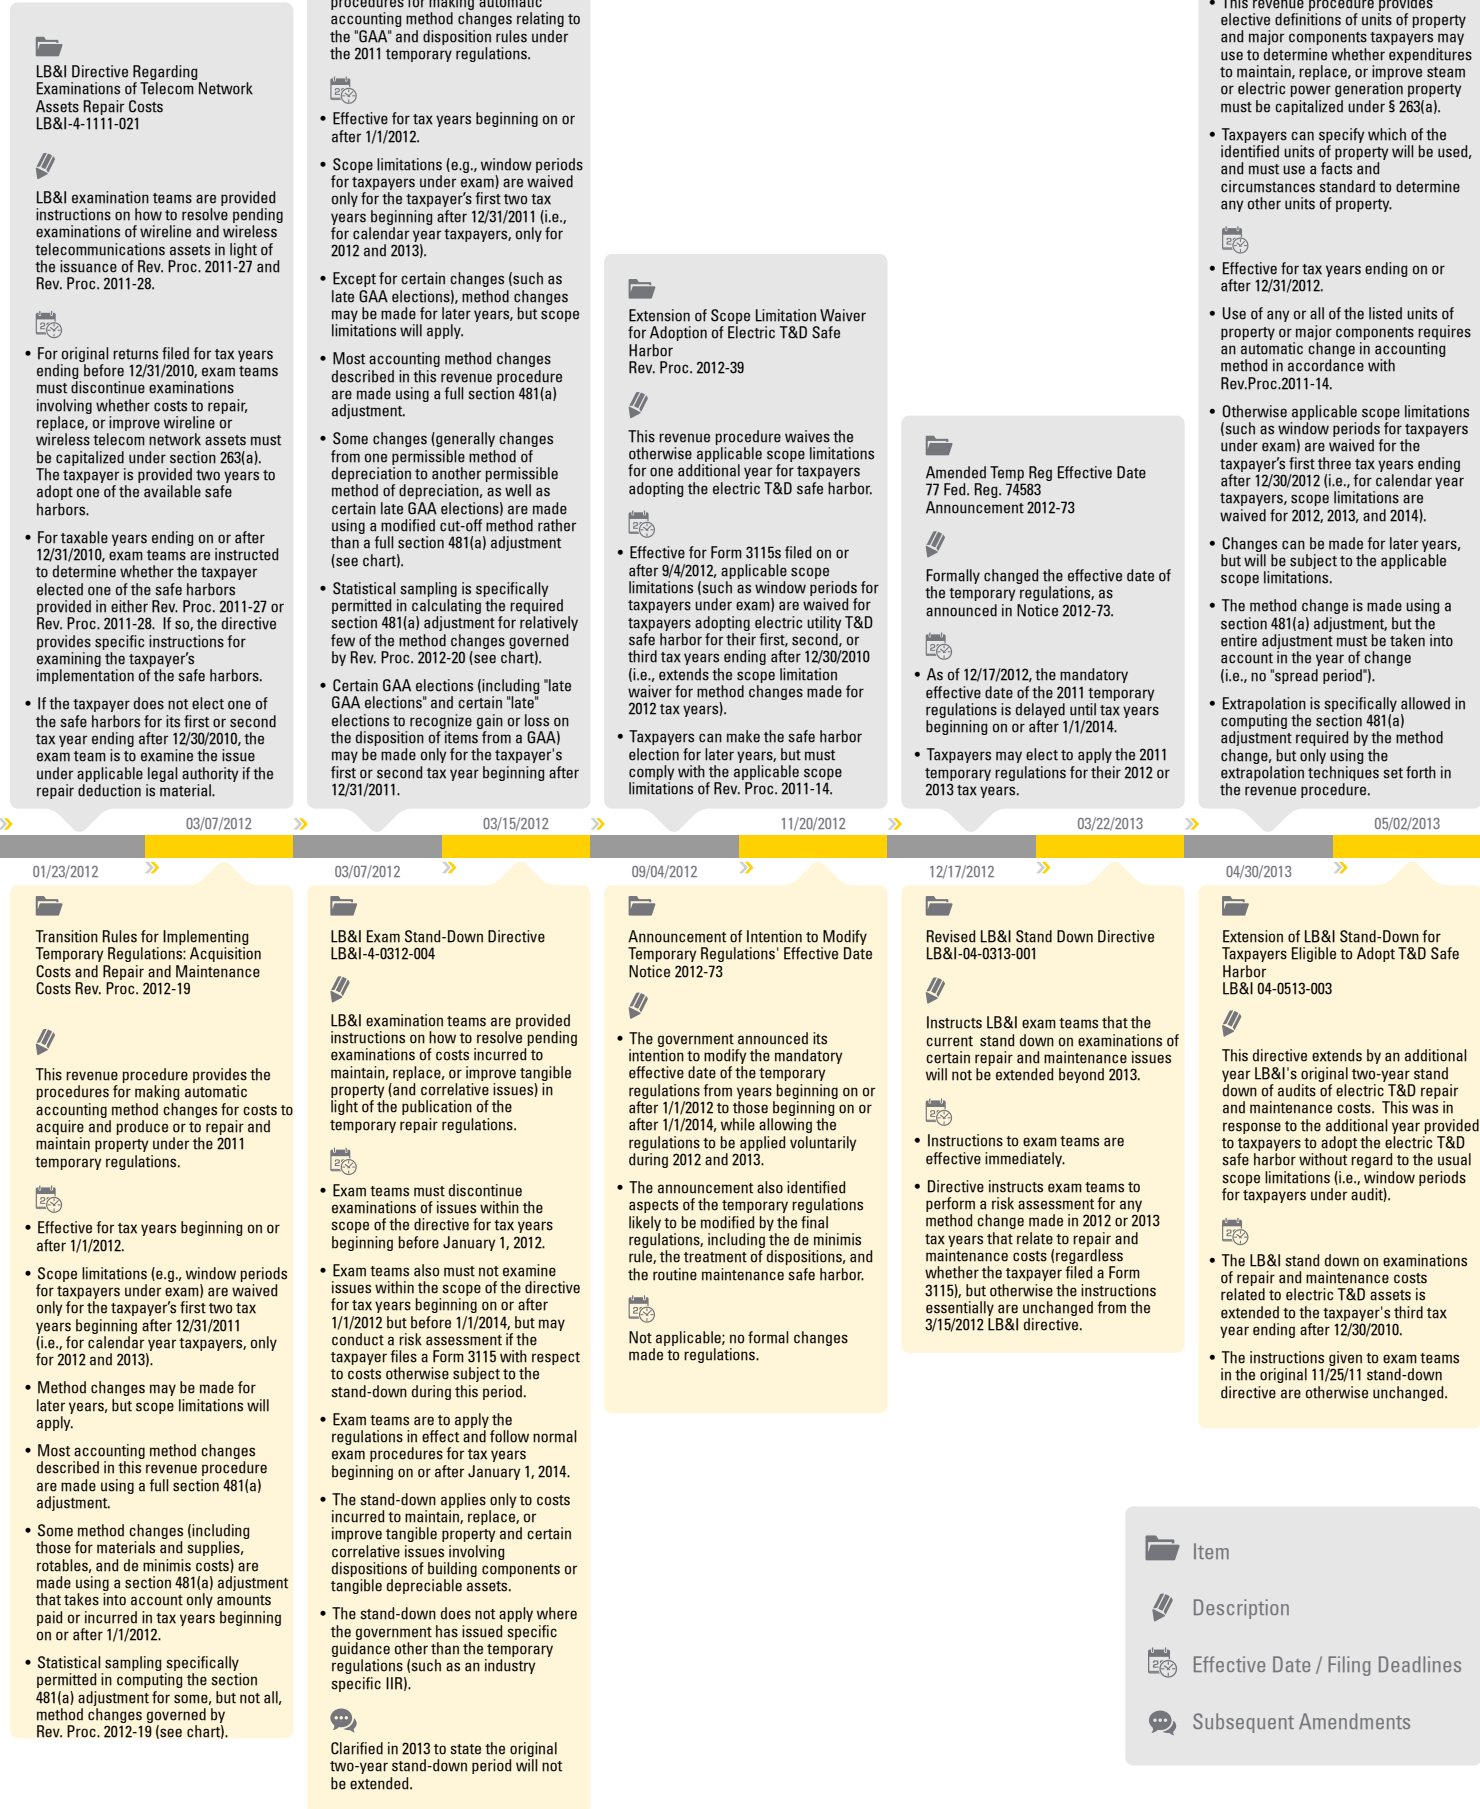 LB&I Directive Regarding
Examinations of Telecom Network
Assets Repair Costs
LB&I-4-1111-021
LB&I examination teams are provided
instructions on how to resolve pending
examinations of wireline and wireless
telecommunications assets in light of
the issuance of Rev. Proc. 2011-27 and
Rev. Proc. 2011-28.
• For original returns filed for tax years
ending before 12/31/2010, exam teams
must discontinue examinations
involving whether costs to repair,
replace, or improve wireline or
wireless telecom network assets must
be capitalized under section 263(a).
The taxpayer is provided two years to
adopt one of the available safe
harbors.
• For taxable years ending on or after
12/31/2010, exam teams are instructed
to determine whether the taxpayer
elected one of the safe harbors
provided in either Rev. Proc. 2011-27 or
Rev. Proc. 2011-28.  If so, the directive
provides specific instructions for
examining the taxpayer's
implementation of the safe harbors.
• If the taxpayer does not elect one of
the safe harbors for its first or second
tax year ending after 12/30/2010, the
exam team is to examine the issue
under applicable legal authority if the
repair deduction is material.
procedures for making automatic
accounting method changes relating to
the "GAA" and disposition rules under
the 2011 temporary regulations.
• Effective for tax years beginning on or
after 1/1/2012.
• Scope limitations (e.g., window periods
for taxpayers under exam) are waived
only for the taxpayer's first two tax
years beginning after 12/31/2011 (i.e.,
for calendar year taxpayers, only for
2012 and 2013).
• Except for certain changes (such as
late GAA elections), method changes
may be made for later years, but scope
limitations will apply.
• Most accounting method changes
described in this revenue procedure
are made using a full section 481(a)
adjustment.
• Some changes (generally changes
from one permissible method of
depreciation to another permissible
method of depreciation, as well as
certain late GAA elections) are made
using a modified cut-off method rather
than a full section 481(a) adjustment
(see chart).
• Statistical sampling is specifically
permitted in calculating the required
section 481(a) adjustment for relatively
few of the method changes governed
by Rev. Proc. 2012-20 (see chart).
• Certain GAA elections (including "late
GAA elections" and certain "late"
elections to recognize gain or loss on
the disposition of items from a GAA)
may be made only for the taxpayer's
first or second tax year beginning after
12/31/2011.
Extension of Scope Limitation Waiver
for Adoption of Electric T&D Safe
Harbor
Rev. Proc. 2012-39
This revenue procedure waives the
otherwise applicable scope limitations
for one additional year for taxpayers
adopting the electric T&D safe harbor.
• Effective for Form 3115s filed on or
after 9/4/2012, applicable scope
limitations (such as window periods for
taxpayers under exam) are waived for
taxpayers adopting electric utility T&D
safe harbor for their first, second, or
third tax years ending after 12/30/2010
(i.e., extends the scope limitation
waiver for method changes made for
2012 tax years).
• Taxpayers can make the safe harbor
election for later years, but must
comply with the applicable scope
limitations of Rev. Proc. 2011-14.
Amended Temp Reg Effective Date
77 Fed. Reg. 74583
Announcement 2012-73
Formally changed the effective date of
the temporary regulations, as
announced in Notice 2012-73.
• As of 12/17/2012, the mandatory
effective date of the 2011 temporary
regulations is delayed until tax years
beginning on or after 1/1/2014.
• Taxpayers may elect to apply the 2011
temporary regulations for their 2012 or
2013 tax years.
• This revenue procedure provides
elective definitions of units of property
and major components taxpayers may
use to determine whether expenditures
to maintain, replace, or improve steam
or electric power generation property
must be capitalized under § 263(a).
• Taxpayers can specify which of the
identified units of property will be used,
and must use a facts and
circumstances standard to determine
any other units of property.
• Effective for tax years ending on or
after 12/31/2012.
• Use of any or all of the listed units of
property or major components requires
an automatic change in accounting
method in accordance with
Rev.Proc.2011-14.
• Otherwise applicable scope limitations
(such as window periods for taxpayers
under exam) are waived for the
taxpayer's first three tax years ending
after 12/30/2012 (i.e., for calendar year
taxpayers, scope limitations are
waived for 2012, 2013, and 2014).
• Changes can be made for later years,
but will be subject to the applicable
scope limitations.
• The method change is made using a
section 481(a) adjustment, but the
entire adjustment must be taken into
account in the year of change
(i.e., no "spread period").
• Extrapolation is specifically allowed in
computing the section 481(a)
adjustment required by the method
change, but only using the
extrapolation techniques set forth in
the revenue procedure.
03/07/2012
03/15/2012
11/20/2012
03/22/2013
05/02/2013
01/23/2012
03/07/2012
09/04/2012
12/17/2012
04/30/2013
Transition Rules for Implementing
Temporary Regulations: Acquisition
Costs and Repair and Maintenance
Costs Rev. Proc. 2012-19
This revenue procedure provides the
procedures for making automatic
accounting method changes for costs to
acquire and produce or to repair and
maintain property under the 2011
temporary regulations.
• Effective for tax years beginning on or
after 1/1/2012.
• Scope limitations (e.g., window periods
for taxpayers under exam) are waived
only for the taxpayer's first two tax
years beginning after 12/31/2011
(i.e., for calendar year taxpayers, only
for 2012 and 2013).
• Method changes may be made for
later years, but scope limitations will
apply.
• Most accounting method changes
described in this revenue procedure
are made using a full section 481(a)
adjustment.
• Some method changes (including
those for materials and supplies,
rotables, and de minimis costs) are
made using a section 481(a) adjustment
that takes into account only amounts
paid or incurred in tax years beginning
on or after 1/1/2012.
• Statistical sampling specifically
permitted in computing the section
481(a) adjustment for some, but not all,
method changes governed by
Rev. Proc. 2012-19 (see chart).
LB&I Exam Stand-Down Directive
LB&I-4-0312-004
LB&I examination teams are provided
instructions on how to resolve pending
examinations of costs incurred to
maintain, replace, or improve tangible
property (and correlative issues) in
light of the publication of the
temporary repair regulations.
• Exam teams must discontinue
examinations of issues within the
scope of the directive for tax years
beginning before January 1, 2012.
• Exam teams also must not examine
issues within the scope of the directive
for tax years beginning on or after
1/1/2012 but before 1/1/2014, but may
conduct a risk assessment if the
taxpayer files a Form 3115 with respect
to costs otherwise subject to the
stand-down during this period.
• Exam teams are to apply the
regulations in effect and follow normal
exam procedures for tax years
beginning on or after January 1, 2014.
• The stand-down applies only to costs
incurred to maintain, replace, or
improve tangible property and certain
correlative issues involving
dispositions of building components or
tangible depreciable assets.
• The stand-down does not apply where
the government has issued specific
guidance other than the temporary
regulations (such as an industry
specific IIR).
Clarified in 2013 to state the original
two-year stand-down period will not
be extended.
Announcement of Intention to Modify
Temporary Regulations' Effective Date
Notice 2012-73
• The government announced its
intention to modify the mandatory
effective date of the temporary
regulations from years beginning on or
after 1/1/2012 to those beginning on or
after 1/1/2014, while allowing the
regulations to be applied voluntarily
during 2012 and 2013.
• The announcement also identified
aspects of the temporary regulations
likely to be modified by the final
regulations, including the de minimis
rule, the treatment of dispositions, and
the routine maintenance safe harbor.
Not applicable; no formal changes
made to regulations.
Revised LB&I Stand Down Directive
LB&I-04-0313-001
Instructs LB&I exam teams that the
current  stand down on examinations of
certain repair and maintenance issues
will not be extended beyond 2013.
• Instructions to exam teams are
effective immediately.
• Directive instructs exam teams to
perform a risk assessment for any
method change made in 2012 or 2013
tax years that relate to repair and
maintenance costs (regardless
whether the taxpayer filed a Form
3115), but otherwise the instructions
essentially are unchanged from the
3/15/2012 LB&I directive.
Extension of LB&I Stand-Down for
Taxpayers Eligible to Adopt T&D Safe
Harbor
LB&I 04-0513-003
This directive extends by an additional
year LB&I's original two-year stand
down of audits of electric T&D repair
and maintenance costs.  This was in
response to the additional year provided
to taxpayers to adopt the electric T&D
safe harbor without regard to the usual
scope limitations (i.e., window periods
for taxpayers under audit).
• The LB&I stand down on examinations
of repair and maintenance costs
related to electric T&D assets is
extended to the taxpayer's third tax
year ending after 12/30/2010.
• The instructions given to exam teams
in the original 11/25/11 stand-down
directive are otherwise unchanged.
Item
Description
Effective Date / Filing Deadlines
Subsequent Amendments